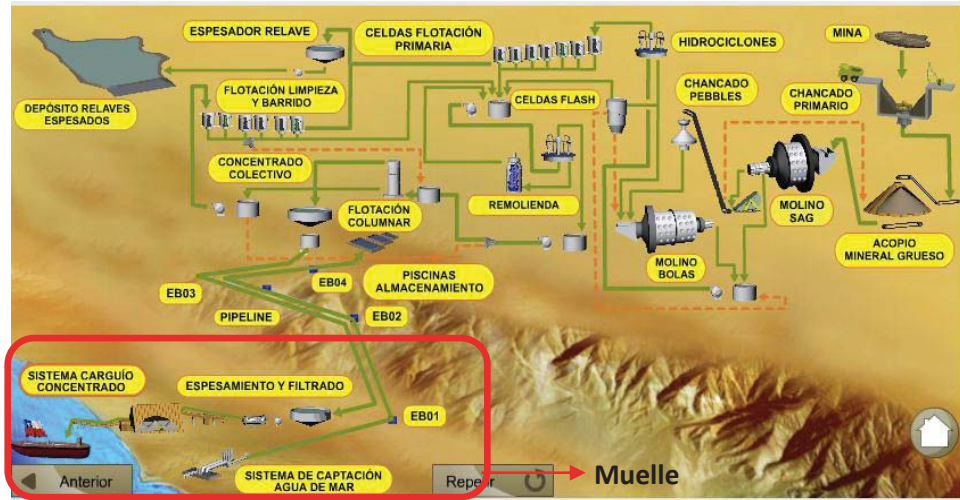 ESPESADOR RELAVE
CELDAS FLOTACIÓN
PRIMARIA
HIDROCICLONES
MINA
DEPÓSITO RELAVES
ESPESADOS
FLOTACIÓN LIMPIEZA
Y BARRIDO
CELDAS FLASH
CHANCADO
PEBBLES
CHANCADO
PRIMARIO
CONCENTRADO
COLECTIVO
FLOTACIÓN
COLUMNAR
REMOLIENDA
MOLINO
SAG
MOLINO
BOLAS
ACOPIO
MINERAL GRUESO
EB03
EB04
PISCINAS
ALMACENAMIENTO
PIPELINE
EB02
SISTEMA CARGUÍO
CONCENTRADO
ESPESAMIENTO Y FILTRADO
EB01
SISTEMA DE CAPTACIÓN
AGUA DE MAR
Anterior
Muelle